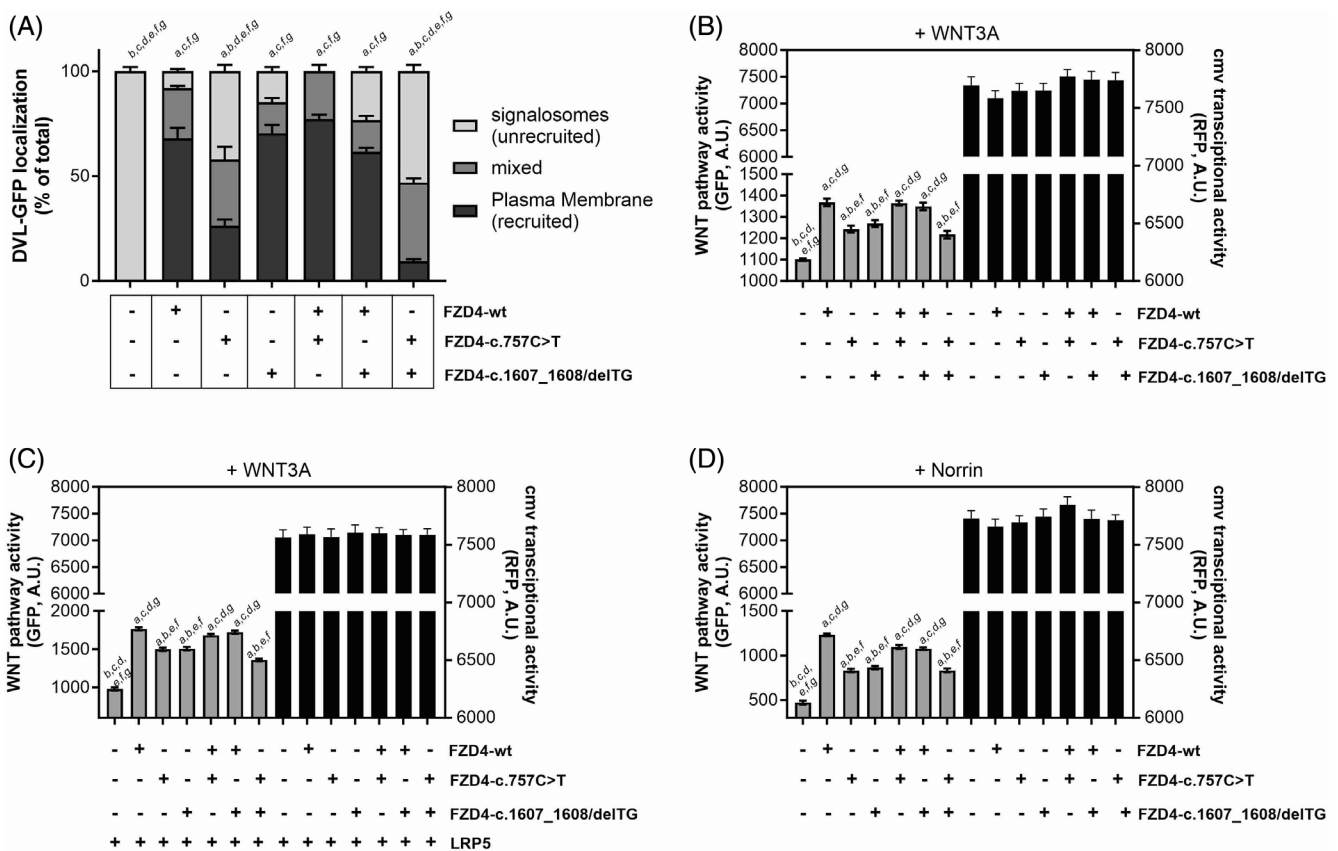 (A)
b,c,d,e,f,g
a,c,f,g
a,b,d,e,f,g
a,c,f,g
a,c,f,g
a,c,f,g
a,b,c,d,e,f,g
DVL-GFP localization
(% of total)
100
50
0
signalosomes
(unrecruited)
mixed
Plasma Membrane
(recruited)
- + - - + + - FZD4-wt
- - + - + - + FZD4-c.757C>T
- - - + - + + FZD4-c.1607_1608/delTG
(B)
+ WNT3A
WNT pathway activity
(GFP, A.U.)
8000
7500
7000
6500
6000
1400
1300
1200
1100
1000
b,c,d,
e,f,g
a,c,d,g
a,b,e,f
a,b,e,f
a,c,d,g
a,c,d,g
a,b,e,f
8000
7500
7000
6500
6000
cmv transciptional activity
(RFP, A.U.)
- + - - + + - - + - - + + - FZD4-wt
- - + - + - + - - + - + - + FZD4-c.757C>T
- - - + - + + - - - + - + + FZD4-c.1607_1608/delTG
(C)
+ WNT3A
WNT pathway activity
(GFP, A.U.)
8000
7500
7000
6500
6000
2000
1500
1000
b,c,d,
e,f,g
a,c,d,g
a,b,e,f
a,b,e,f
a,c,d,g
a,c,d,g
a,b,e,f
8000
7500
7000
6500
6000
cmv transcriptional activity
(RFP, A.U.)
- + - - + + - - + - - + + - FZD4-wt
- - + - + - + - - + - + - + FZD4-c.757C>T
- - - + - + + - - - + - + + FZD4-c.1607_1608/delTG
+ + + + + + + + + + + + + + LRP5
(D)
+ Norrin
WNT pathway activity
(GFP, A.U.)
8000
7500
7000
6500
6000
1500
1000
500
b,c,d,
e,f,g
a,c,d,g
a,b,e,f
a,b,e,f
a,c,d,g
a,c,d,g
a,b,e,f
8000
7500
7000
6500
6000
cmv transcriptional activity
(RFP, A.U.)
- + - - + + - - + - - + + - FZD4-wt
- - + - + - + - - + - + - + FZD4-c.757C>T
- - - + - + + - - - + - + + FZD4-c.1607_1608/delTG